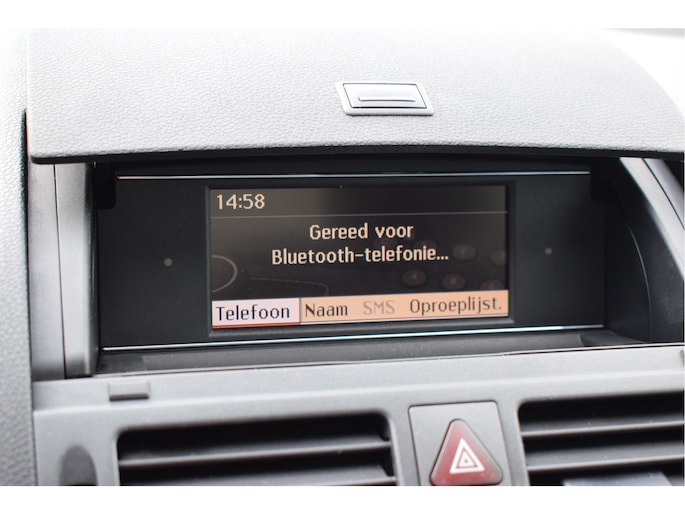 14:58
Gereed voor
Bluetooth-telefonie...
Telefoon Naam SMS Oproeplijst.